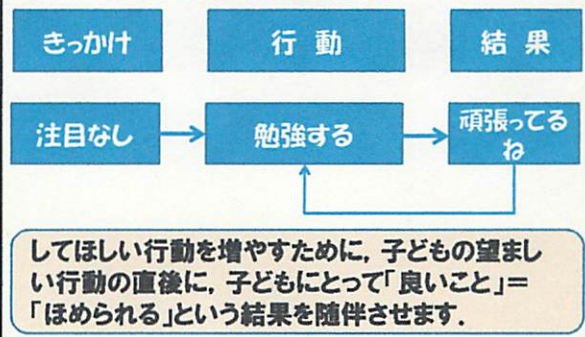 きっかけ 行 動 結 果
注目なし 勉強する 頑張ってる
ね
してほしい行動を増やすために，子どもの望まし
い行動の直後に，子どもにとって「良いこと」＝
「ほめられる」という結果を随伴させます．